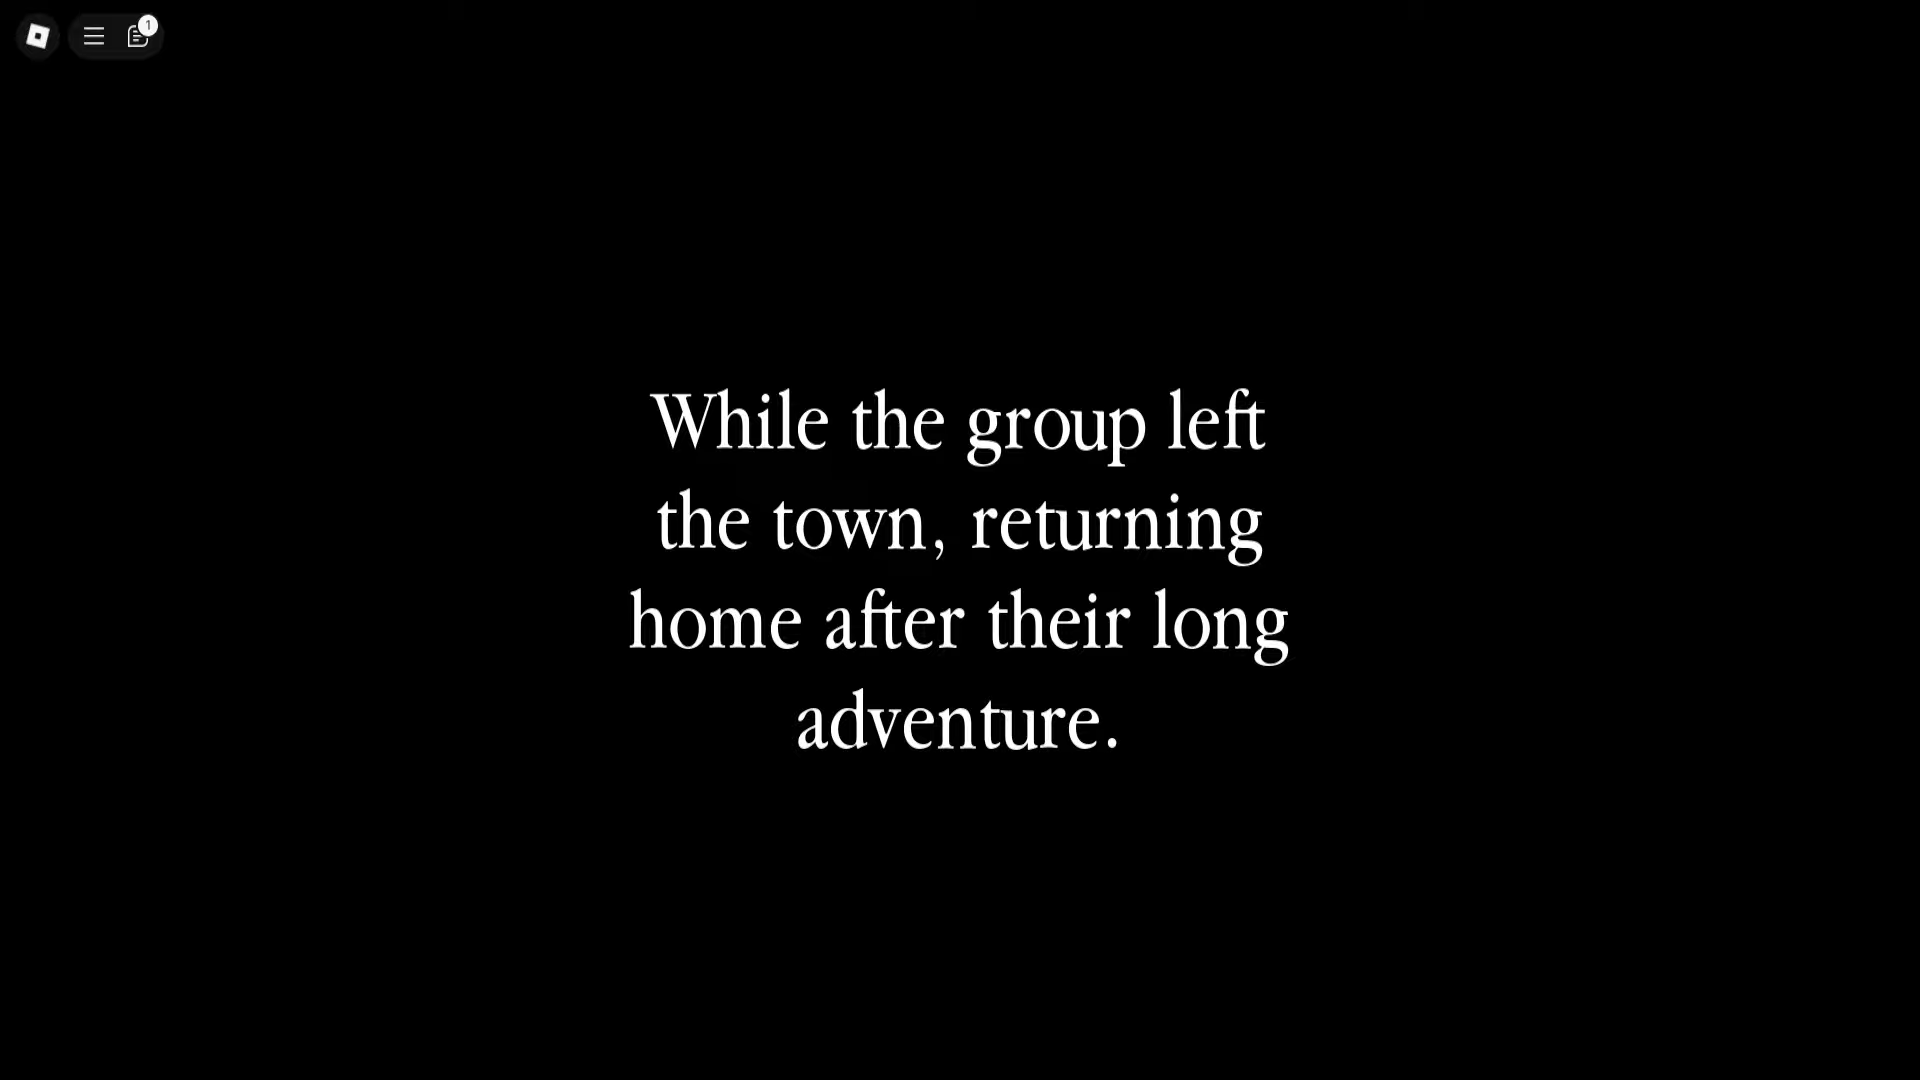 1
While the group left
the town, returning
home after their long
adventure.